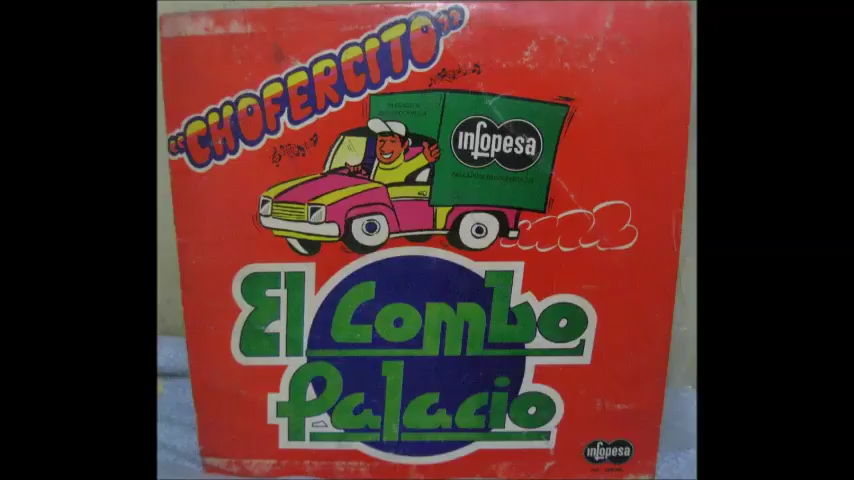 "CHOFERCITO"
infopesa
El Combo
Palacio
infopesa